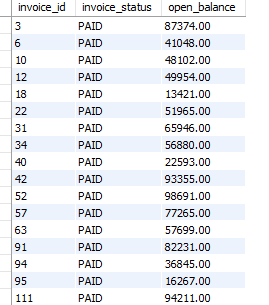 invoice_id invoice_status open_balance
3 PAID 87374.00
6 PAID 41048.00
10 PAID 48102.00
12 PAID 49954.00
18 PAID 13421.00
22 PAID 51965.00
31 PAID 65946.00
34 PAID 56880.00
40 PAID 22593.00
42 PAID 93355.00
52 PAID 98691.00
57 PAID 77265.00
63 PAID 57699.00
91 PAID 82231.00
94 PAID 36845.00
95 PAID 16267.00
111 PAID 94211.00